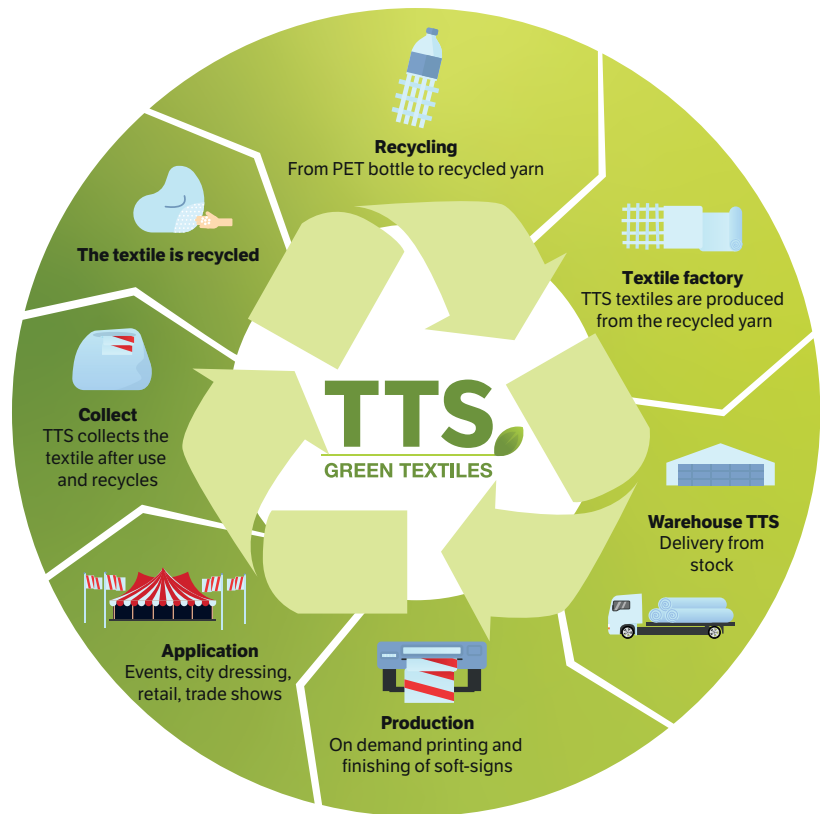 Recycling
From PET bottle to recycled yarn
Textile factory
TTS textiles are produced
from the recycled yarn
Warehouse TTS
Delivery from
stock
Production
On demand printing and
finishing of soft-signs
Application
Events, city dressing,
retail, trade shows
Collect
TTS collects the
textile after use
and recycles
The textile is recycled
TTS
GREEN TEXTILES